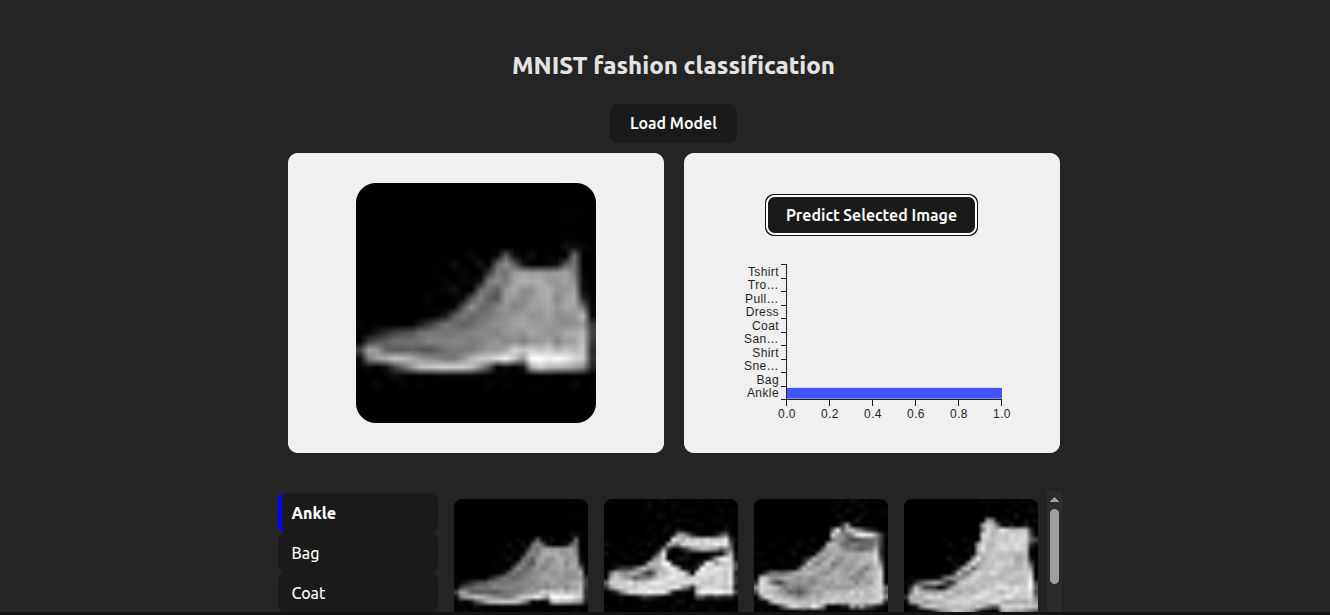 MNIST fashion classification
Load Model
Predict Selected Image
Tshirt
Tro...
Pull...
Dress
Coat
San...
Shirt
Sne...
Bag
Ankle
0.0 0.2 0.4 0.6 0.8 1.0
Ankle
Bag
Coat